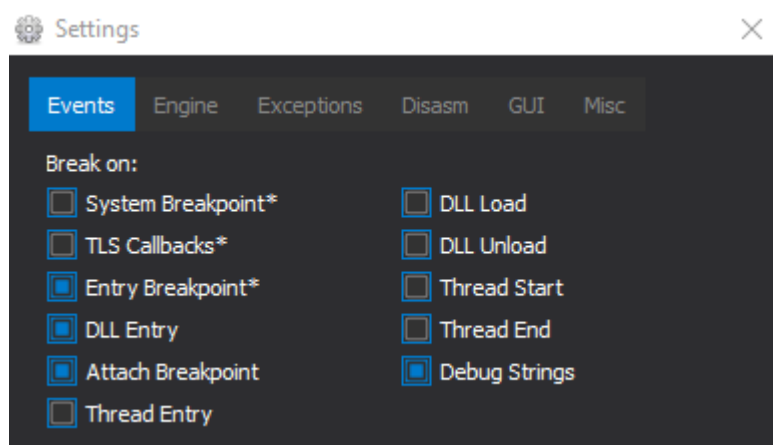 Settings
Events Engine Exceptions Disasm GUI Misc
Break on:
System Breakpoint*
TLS Callbacks*
Entry Breakpoint*
DLL Entry
Attach Breakpoint
Thread Entry
DLL Load
DLL Unload
Thread Start
Thread End
Debug Strings